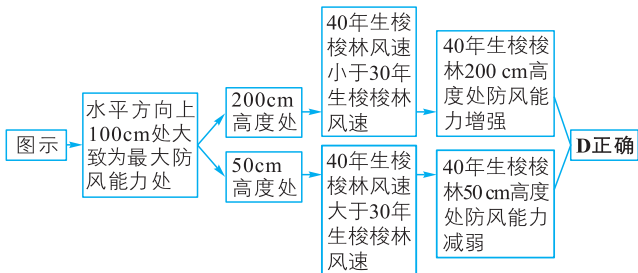 图示
水平方向上
100cm处大
致为最大防
风能力处
200cm
高度处
50cm
高度处
40年生梭
梭林风速
小于30年
生梭梭林
风速
40年生梭梭
林200 cm高
度处防风能
力增强
40年生梭
梭林风速
大于30年
生梭梭林
风速
40年生梭梭
林50cm高度
处防风能力
减弱
D正确